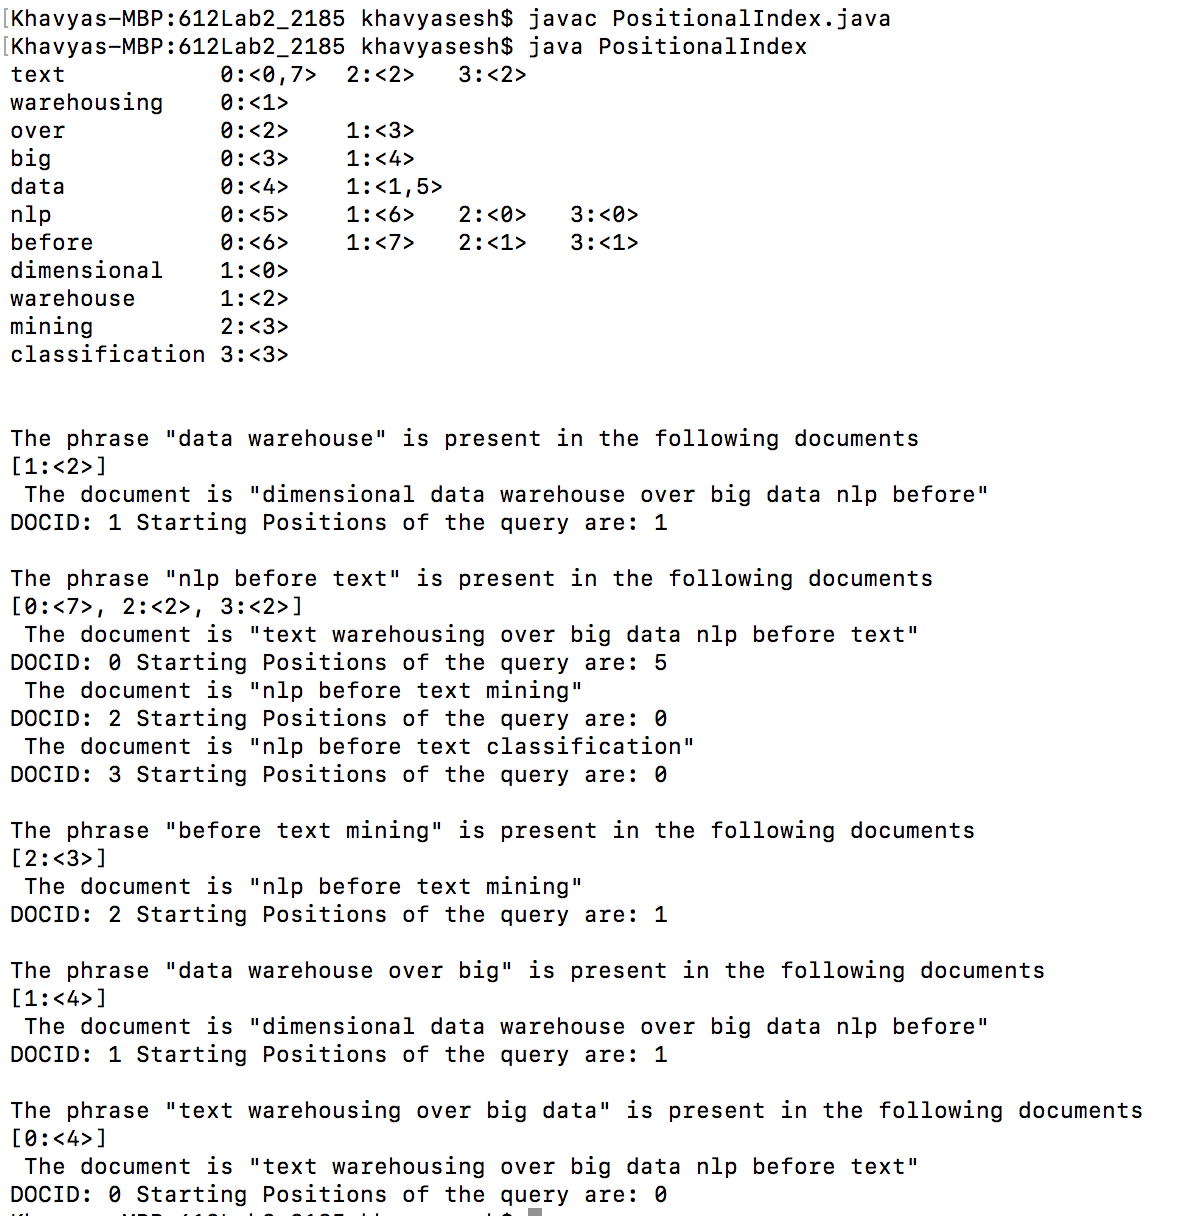 [Khavyas-MBP:612Lab2_2185 khavyasesh$ javac PositionalIndex.java
[Khavyas-MBP:612Lab2_2185 khavyasesh$ java PositionalIndex
text           0:<0,7>  2:<2>   3:<2>
warehousing    0:<1>
over           0:<2>    1:<3>
big            0:<3>    1:<4>
data           0:<4>    1:<1,5>
nlp            0:<5>    1:<6>   2:<0>   3:<0>
before         0:<6>    1:<7>   2:<1>   3:<1>
dimensional    1:<0>
warehouse      1:<2>
mining         2:<3>
classification 3:<3>
The phrase "data warehouse" is present in the following documents
[1:<2>]
The document is "dimensional data warehouse over big data nlp before"
DOCID: 1 Starting Positions of the query are: 1
The phrase "nlp before text" is present in the following documents
[0:<7>, 2:<2>, 3:<2>]
The document is "text warehousing over big data nlp before text"
DOCID: 0 Starting Positions of the query are: 5
The document is "nlp before text mining"
DOCID: 2 Starting Positions of the query are: 0
The document is "nlp before text classification"
DOCID: 3 Starting Positions of the query are: 0
The phrase "before text mining" is present in the following documents
[2:<3>]
The document is "nlp before text mining"
DOCID: 2 Starting Positions of the query are: 1
The phrase "data warehouse over big" is present in the following documents
[1:<4>]
The document is "dimensional data warehouse over big data nlp before"
DOCID: 1 Starting Positions of the query are: 1
The phrase "text warehousing over big data" is present in the following documents
[0:<4>]
The document is "text warehousing over big data nlp before text"
DOCID: 0 Starting Positions of the query are: 0